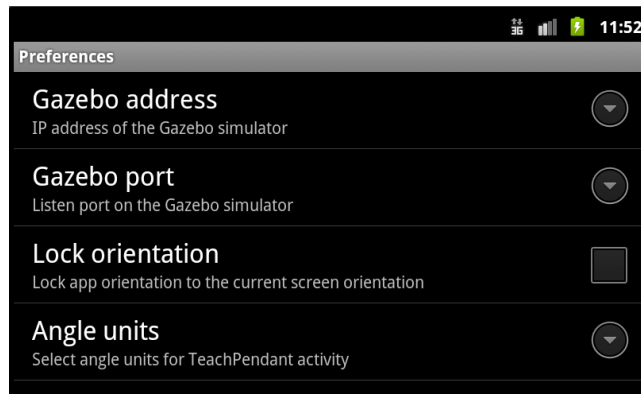 3G 11:52
Preferences
Gazebo address
IP address of the Gazebo simulator
Gazebo port
Listen port on the Gazebo simulator
Lock orientation
Lock app orientation to the current screen orientation
Angle units
Select angle units for TeachPendant activity